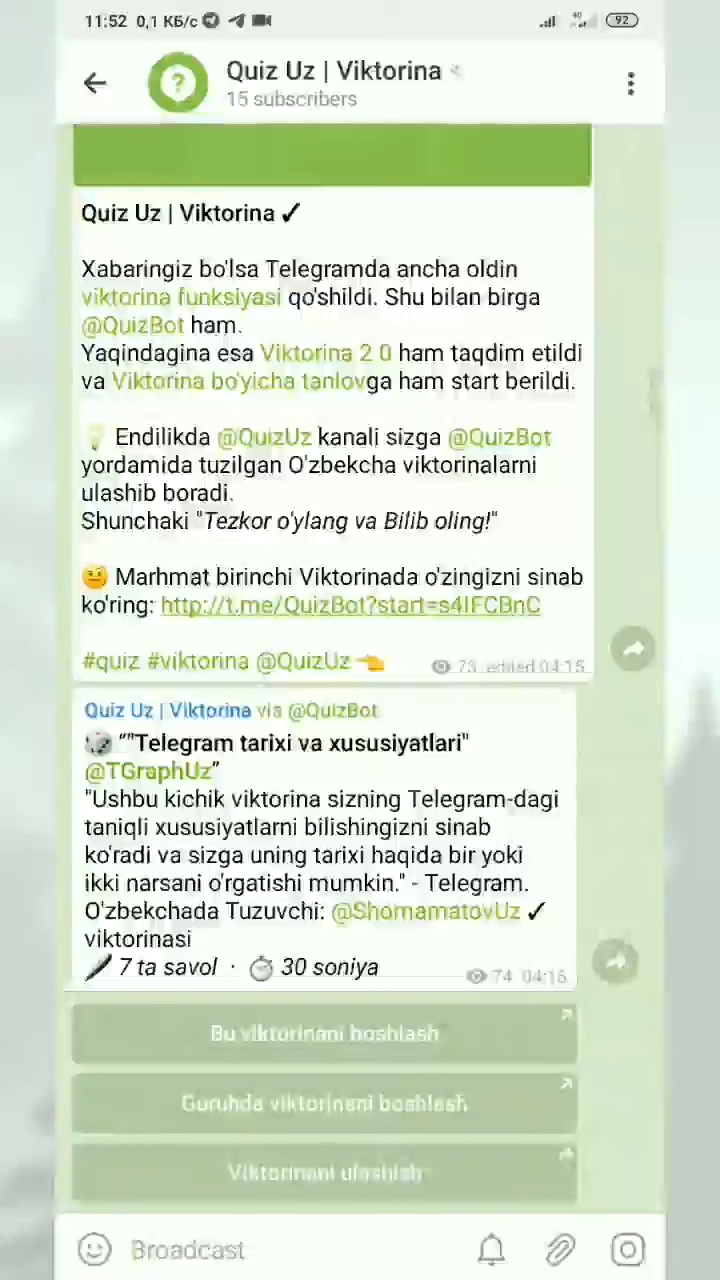 11:52 0,1 КБ/с
4G
92
Quiz Uz | Viktorina
15 subscribers
Quiz Uz | Viktorina ✓
Xabaringiz bo'lsa Telegramda ancha oldin
viktorina funksiyasi qo'shildi. Shu bilan birga
@QuizBot ham.
Yaqindagina esa Viktorina 2 0 ham taqdim etildi
va Viktorina bo'yicha tanlovga ham start berildi.
💡 Endilikda @QuizUz kanali sizga @QuizBot
yordamida tuzilgan O'zbekcha viktorinalarni
ulashib boradi.
Shunchaki "Tezkor o'ylang va Bilib oling!"
🤨 Marhmat birinchi Viktorinada o'zingizni sinab
ko'ring: http://t.me/QuizBot?start=s4IFCBnC
#quiz #viktorina @QuizUz 👈
73 edited 04:15
Quiz Uz | Viktorina via @QuizBot
🎲 “"Telegram tarixi va xususiyatlari"
@TGraphUz”
"Ushbu kichik viktorina sizning Telegram-dagi
taniqli xususiyatlarni bilishingizni sinab
ko'radi va sizga uning tarixi haqida bir yoki
ikki narsani o'rgatishi mumkin." - Telegram.
O'zbekchada Tuzuvchi: @ShomamatovUz ✓
viktorinasi
🖊 7 ta savol · ⏱ 30 soniya
74 04:16
Bu viktorinani boshlash
Guruhda viktorinani boshlash
Viktorinani ulashish
Broadcast